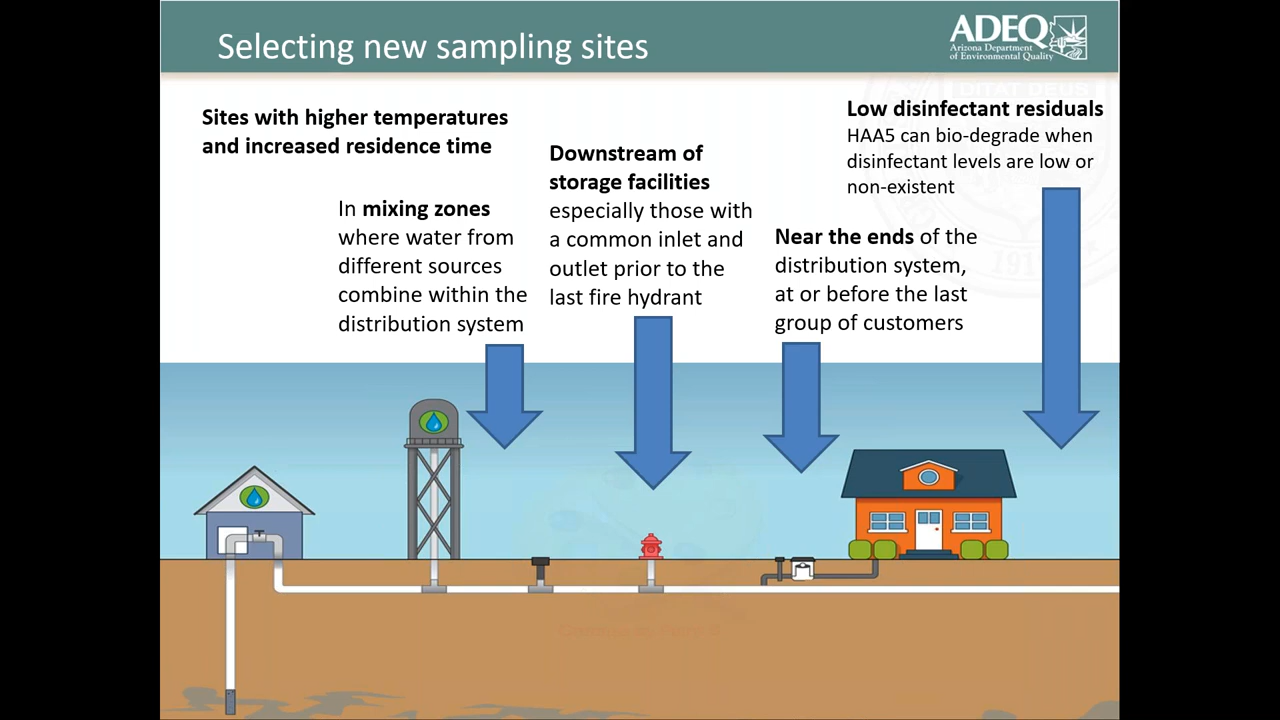 Selecting new sampling sites
ADEQ
Arizona Department
of Environmental Quality
Sites with higher temperatures
and increased residence time
In mixing zones
where water from
different sources
combine within the
distribution system
Downstream of
storage facilities
especially those with
a common inlet and
outlet prior to the
last fire hydrant
Near the ends of the
distribution system,
at or before the last
group of customers
Low disinfectant residuals
HAA5 can bio-degrade when
disinfectant levels are low or
non-existent
DITAT DEUS